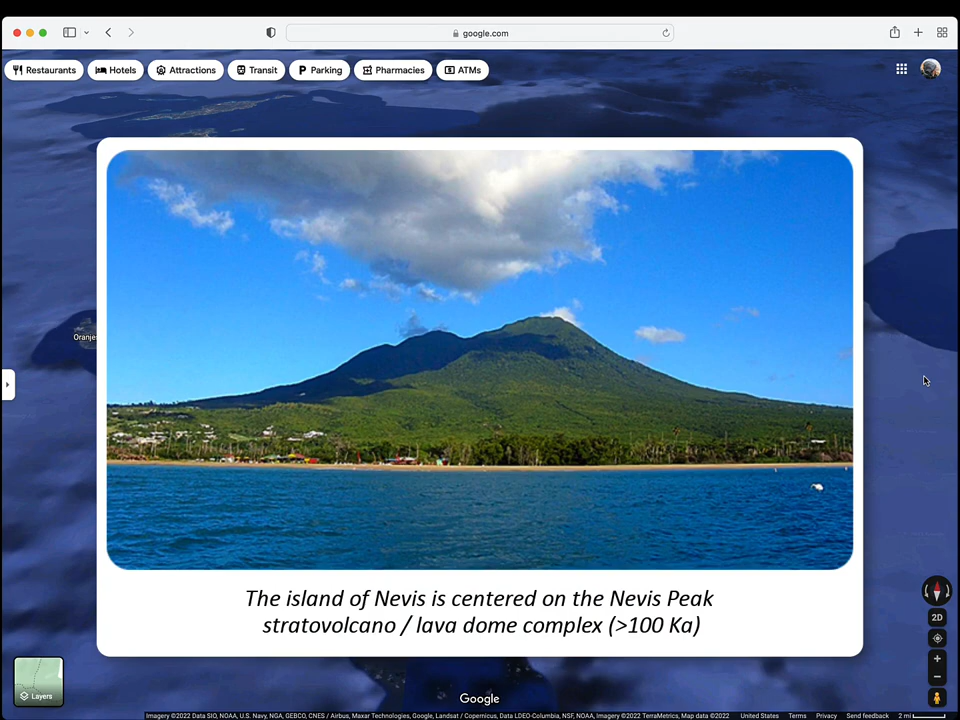 google.com
Restaurants
Hotels
Attractions
Transit
Parking
Pharmacies
ATMs
Oranje
The island of Nevis is centered on the Nevis Peak
stratovolcano / lava dome complex (>100 Ka)
2D
Layers
Google
Imagery ©2022 Data SIO, NOAA, U.S. Navy, NGA, GEBCO, CNES / Airbus, Maxar Technologies, Google, Landsat / Copernicus, Data LDEO-Columbia, NSF, NOAA, Imagery ©2022 TerraMetrics, Map data ©2022 United States Terms Privacy Send feedback 2 mi